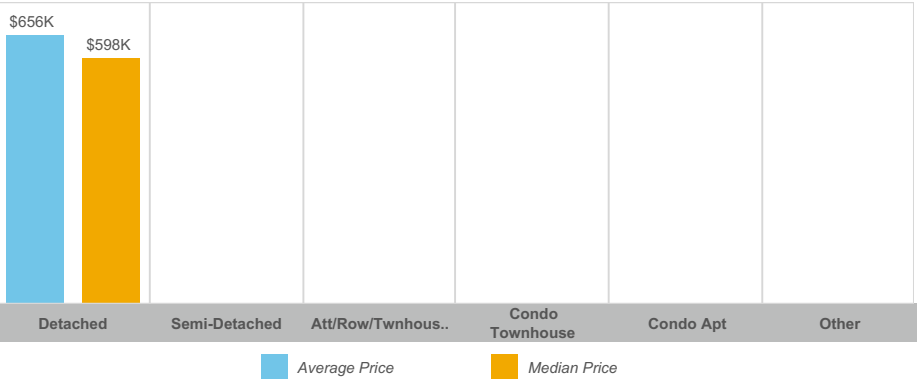 $656K
$598K
Detached
Semi-Detached
Att/Row/Twnhous..
Condo
Townhouse
Condo Apt
Other
Average Price
Median Price